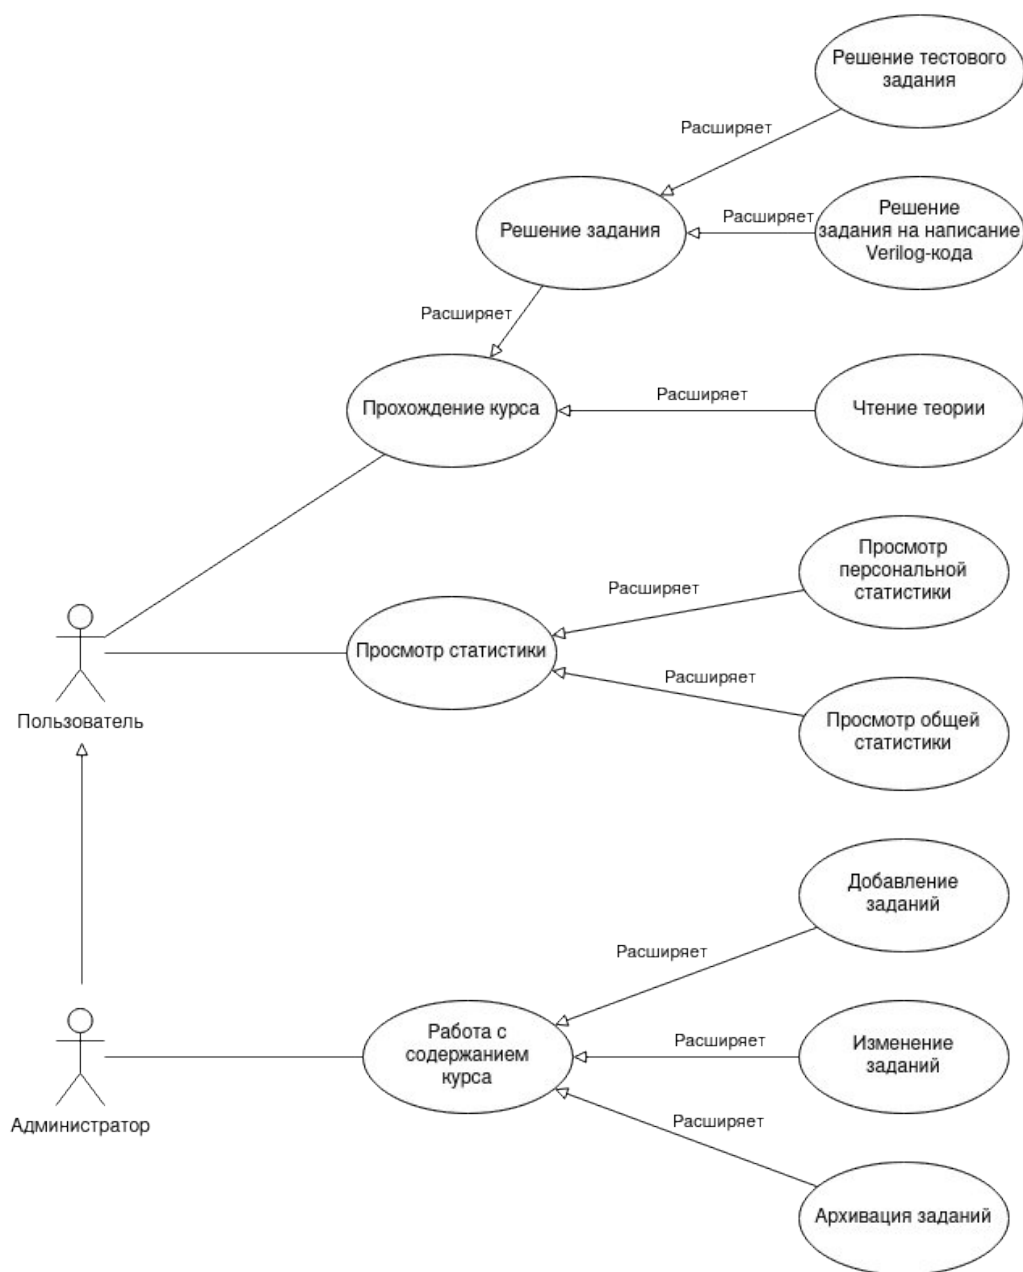 Решение тестового
задания
Расширяет
Решение
задания на написание
Verilog-кода
Расширяет
Решение задания
Расширяет
Прохождение курса
Расширяет
Чтение теории
Просмотр
персональной
статистики
Расширяет
Просмотр статистики
Расширяет
Просмотр общей
статистики
Пользователь
Добавление
заданий
Расширяет
Работа с
содержанием
курса
Расширяет
Изменение
заданий
Администратор
Расширяет
Архивация заданий